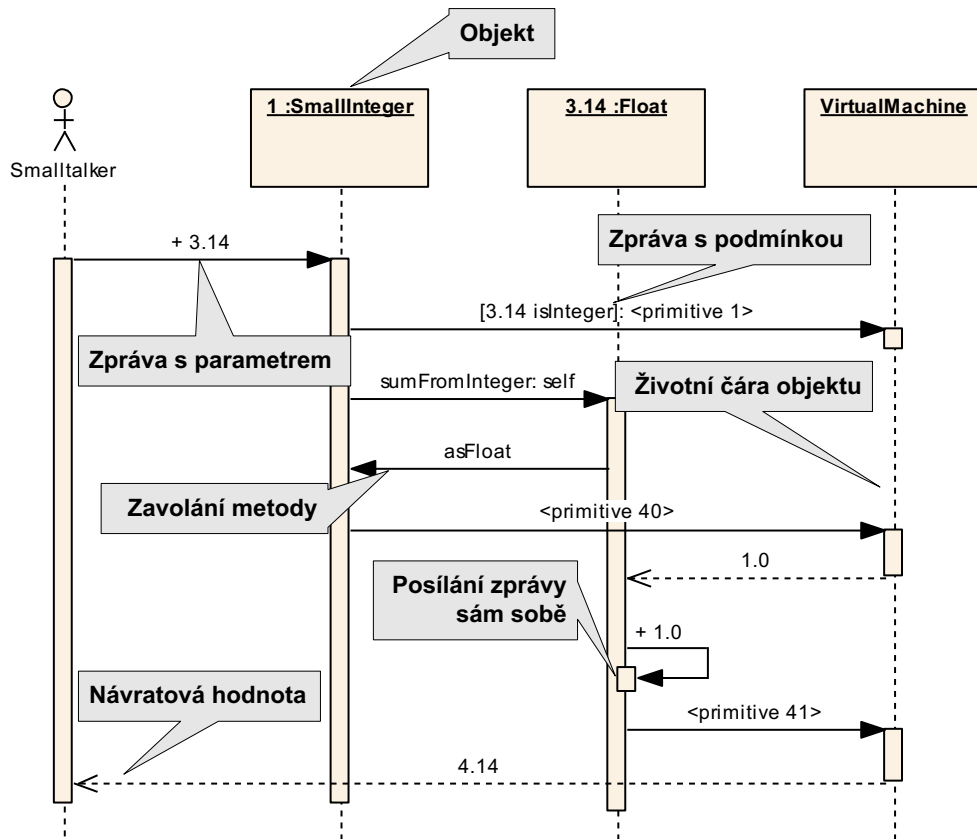 Objekt
1 :SmallInteger
3.14 :Float
VirtualMachine
Smalltalker
+ 3.14
Zpráva s podmínkou
[3.14 isInteger]: <primitive 1>
Zpráva s parametrem
sumFromInteger: self
Životní čára objektu
asFloat
Zavolání metody
<primitive 40>
1.0
Posílání zprávy
sám sobě
+ 1.0
Návratová hodnota
<primitive 41>
4.14